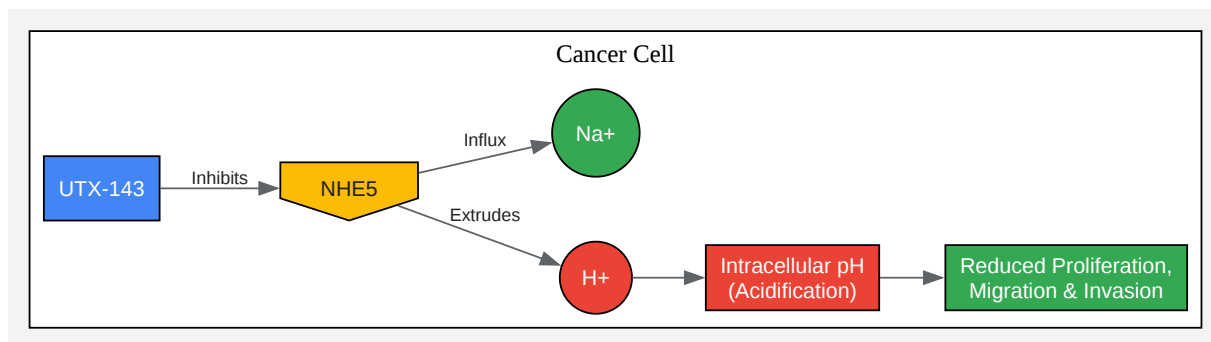 Cancer Cell
UTX-143
Inhibits
NHE5
Influx
Na+
Extrudes
H+
Intracellular pH
(Acidification)
Reduced Proliferation,
Migration & Invasion